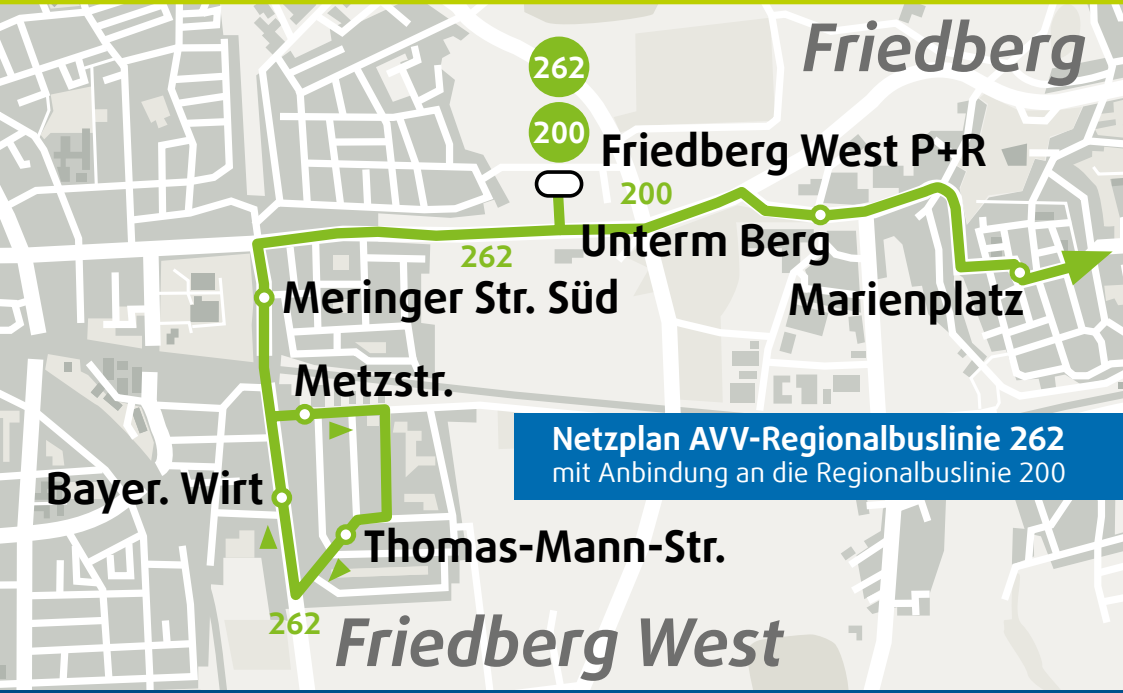 Friedberg
262
200
Friedberg West P+R
200
Unterm Berg
262
Meringer Str. Süd
Marienplatz
Metzstr.
Netzplan AVV-Regionalbuslinie 262
mit Anbindung an die Regionalbuslinie 200
Bayer. Wirt
Thomas-Mann-Str.
262
Friedberg West